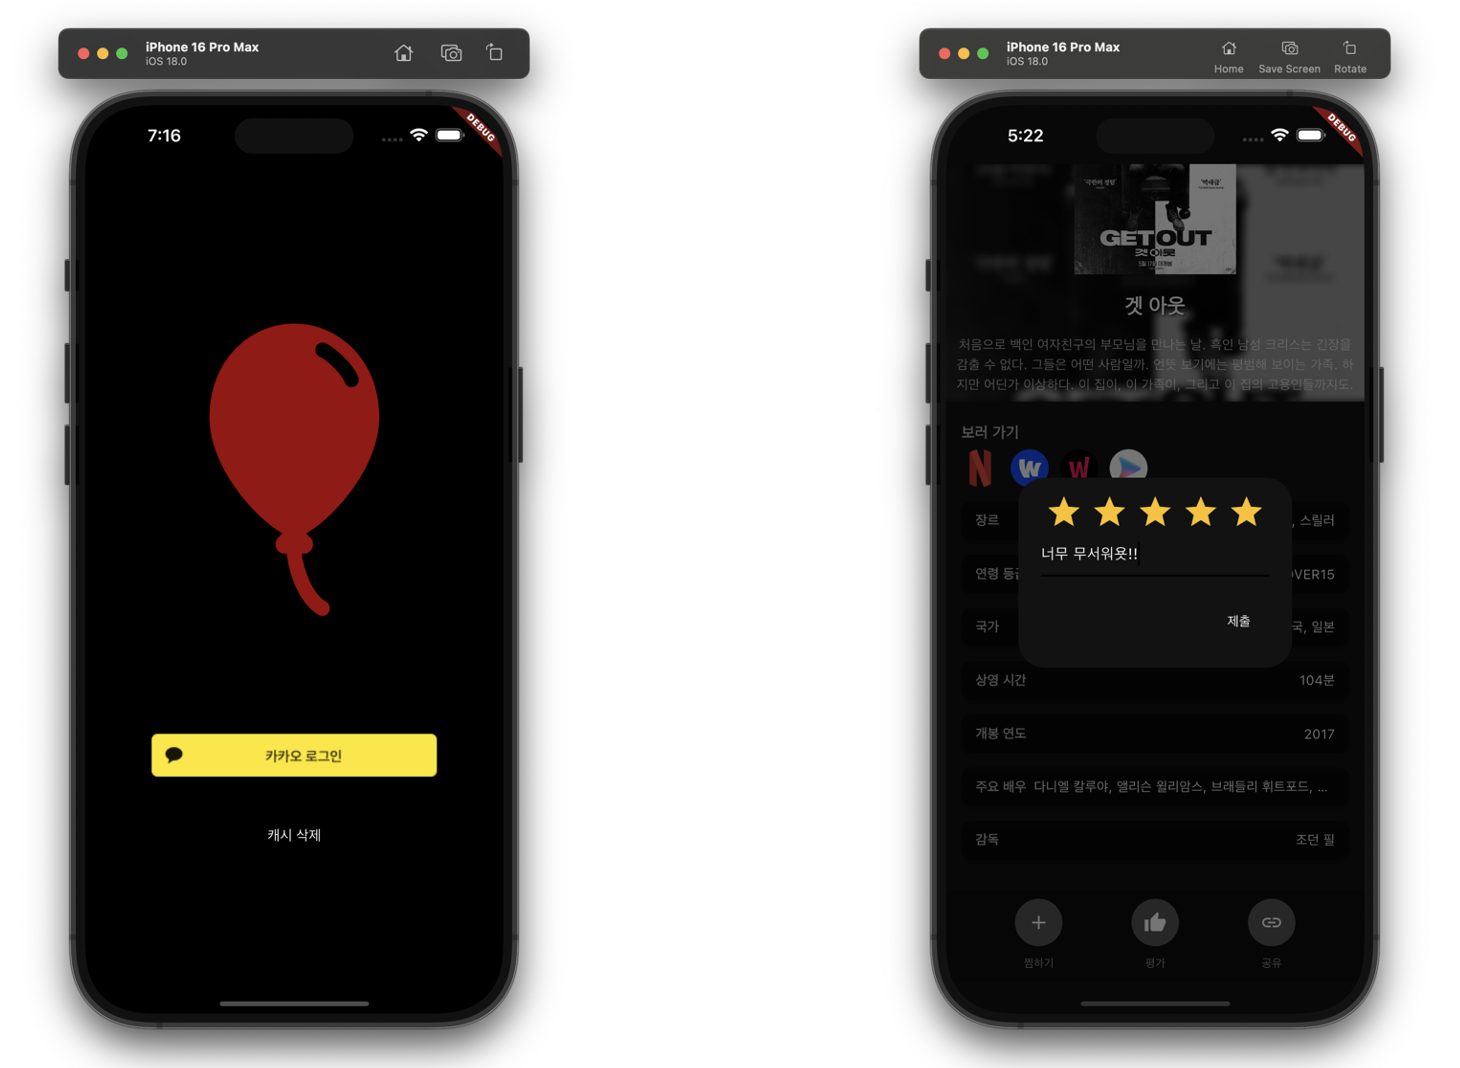 iPhone 16 Pro Max
iOS 18.0
7:16
DEBUG
카카오 로그인
캐시 삭제
iPhone 16 Pro Max
iOS 18.0
Home Save Screen Rotate
5:22
DEBUG
GET OUT
겟 아웃
겟 아웃
처음으로 백인 여자친구의 부모님을 만나는 날. 흑인 남성 크리스는 긴장을
감출 수 없다. 그들은 어떤 사람일까. 언뜻 보기에는 평범해 보이는 가족. 하
지만 어딘가 이상하다. 이 집이, 이 가족이, 그리고 이 집의 고용인들까지도.
보러 가기
N W W
너무 무서워욧!!
제출
장르 , 스릴러
연령 등급 OVER15
국가 국, 일본
상영 시간 104분
개봉 연도 2017
주요 배우 다니엘 칼루야, 앨리슨 윌리암스, 브래들리 휘트포드, ...
감독 조던 필
찜하기 평가 공유